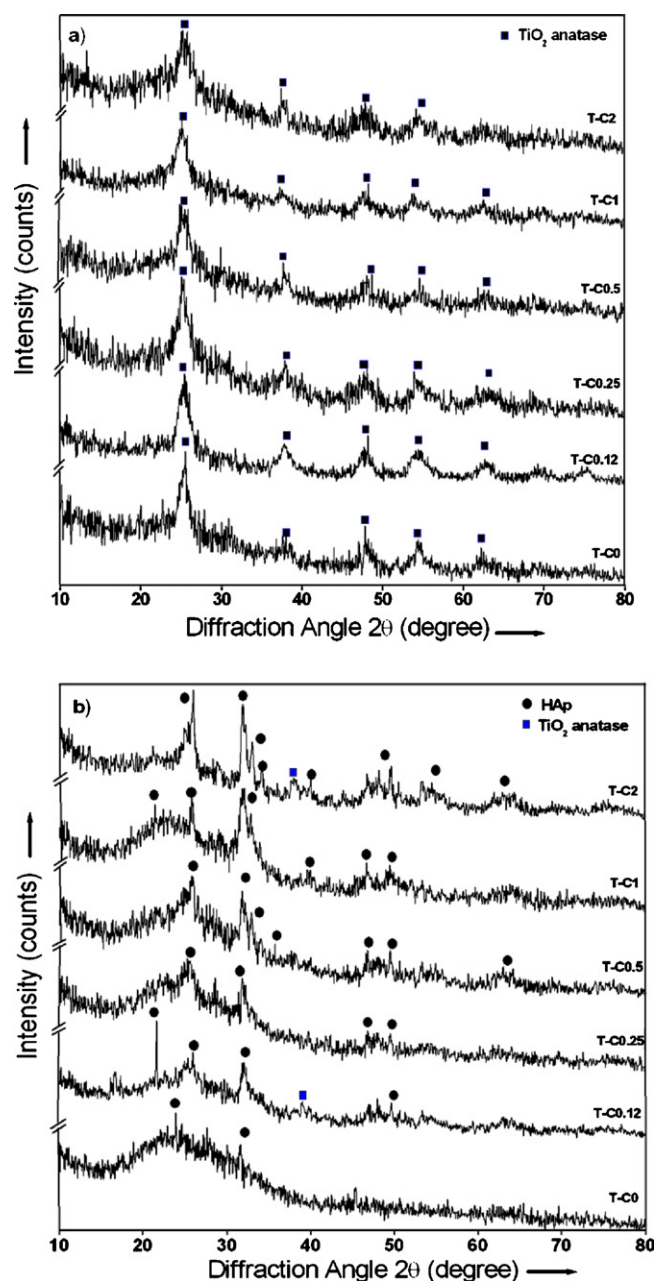 a)
■ TiO₂ anatase
T-C2
T-C1
T-C0.5
T-C0.25
T-C0.12
T-C0
Intensity (counts)
10 20 30 40 50 60 70 80
Diffraction Angle 2θ (degree)
b)
● HAp
■ TiO₂ anatase
T-C2
T-C1
T-C0.5
T-C0.25
T-C0.12
T-C0
Intensity (counts)
10 20 30 40 50 60 70 80
Diffraction Angle 2θ (degree)